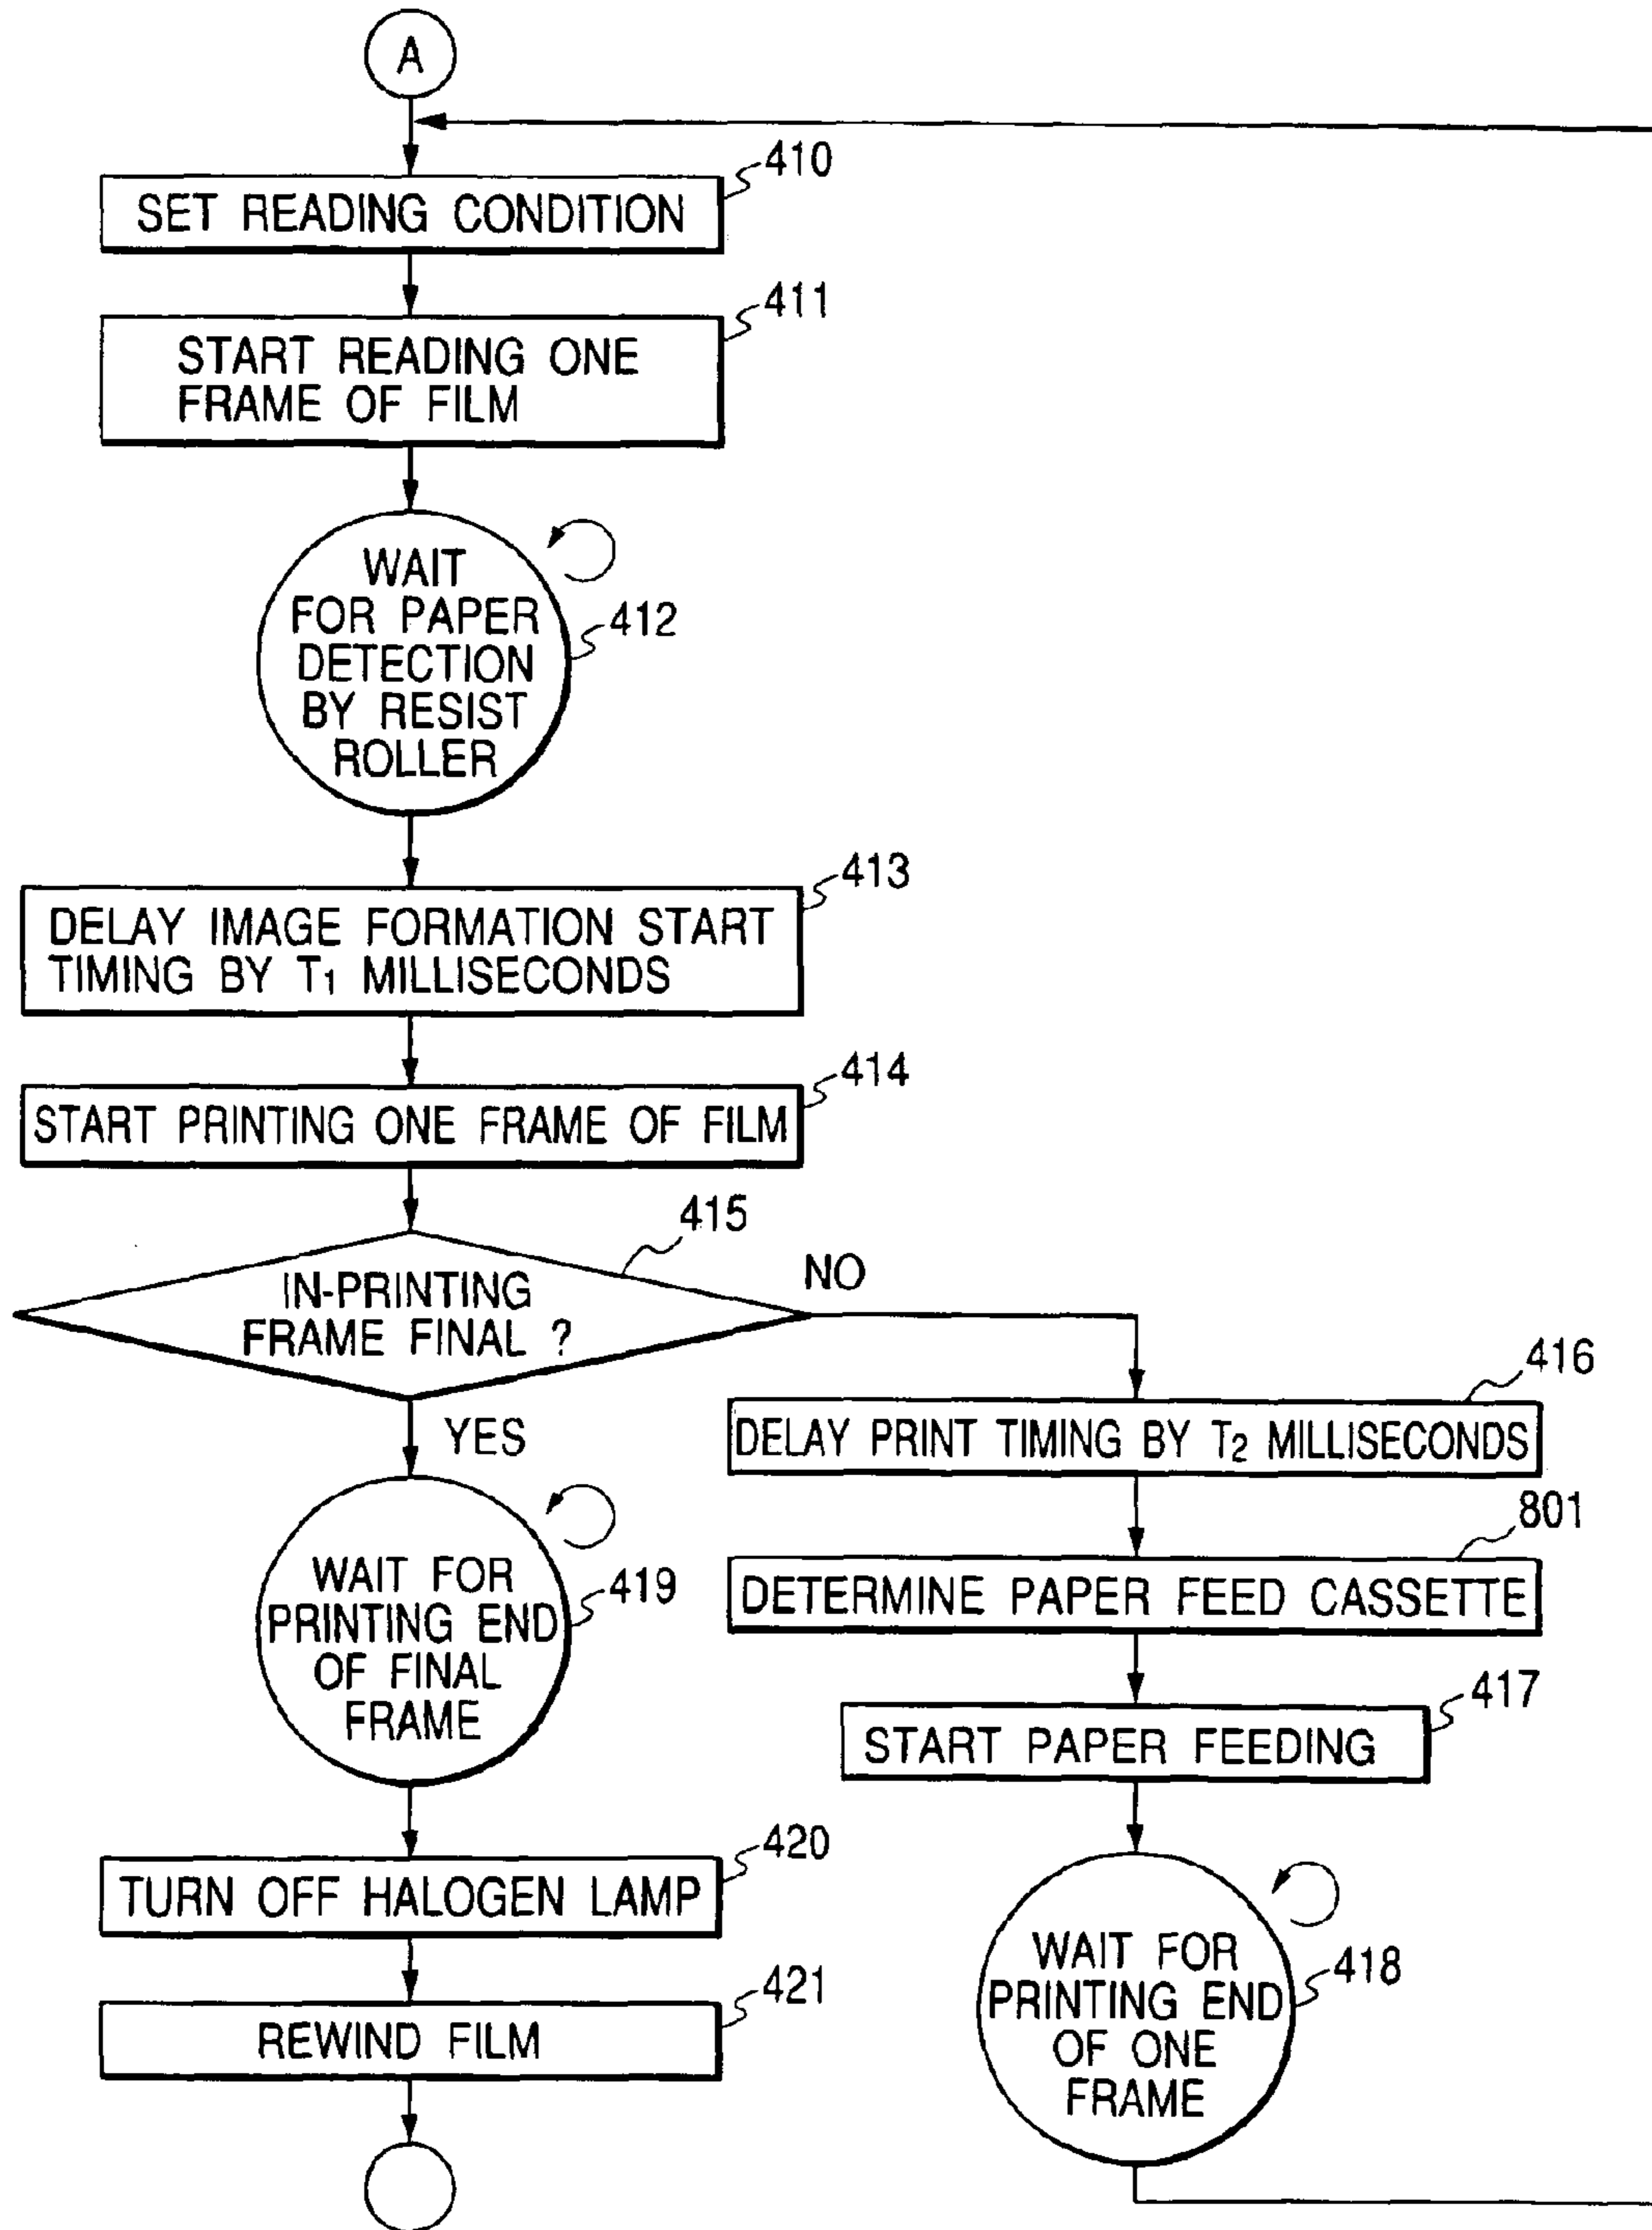 A
410
SET READING CONDITION
411
START READING ONE
FRAME OF FILM
WAIT
FOR PAPER
DETECTION
BY RESIST
ROLLER
412
413
DELAY IMAGE FORMATION START
TIMING BY T1 MILLISECONDS
414
START PRINTING ONE FRAME OF FILM
415
IN-PRINTING
FRAME FINAL ?
NO
YES
416
DELAY PRINT TIMING BY T2 MILLISECONDS
801
DETERMINE PAPER FEED CASSETTE
417
START PAPER FEEDING
WAIT FOR
PRINTING END
OF ONE
FRAME
418
WAIT FOR
PRINTING END
OF FINAL
FRAME
419
420
TURN OFF HALOGEN LAMP
421
REWIND FILM